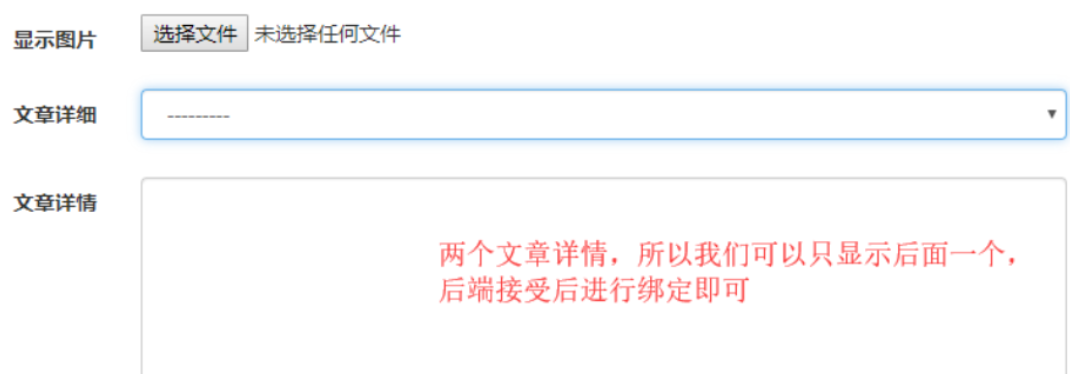 显示图片 选择文件 未选择任何文件
文章详细 ---------
文章详情
两个文章详情，所以我们可以只显示后面一个，
后端接受后进行绑定即可